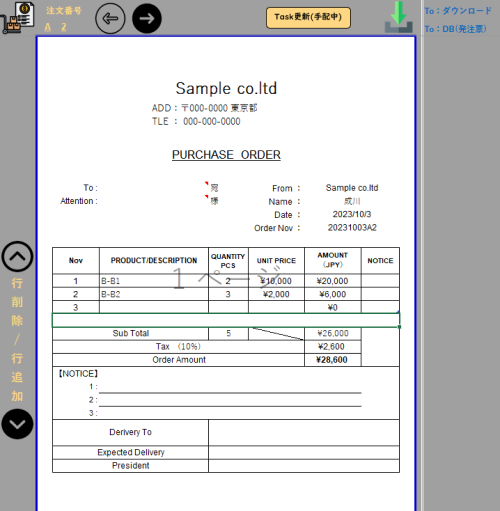 注文番号
A 2
Task更新(手配中)
To：ダウンロード
To：DB(発注票)
Sample co.ltd
ADD：〒000-0000 東京都
TLE ： 000-000-0000
PURCHASE ORDER
To： 宛 From： Sample co.ltd
Attention： 様 Name： 成川
Date： 2023/10/3
Order Nov： 20231003A2
Nov PRODUCT/DESCRIPTION QUANTITY PCS UNIT PRICE AMOUNT (JPY) NOTICE
1 B-B1 2 ¥10,000 ¥20,000
2 B-B2 3 ¥2,000 ¥6,000
3 ¥0
1 ページ
Sub Total 5 ¥26,000
Tax （10%） ¥2,600
Order Amount ¥28,600
【NOTICE】
1：
2：
3：
Derivery To
Expected Delivery
President
行削除/行追加